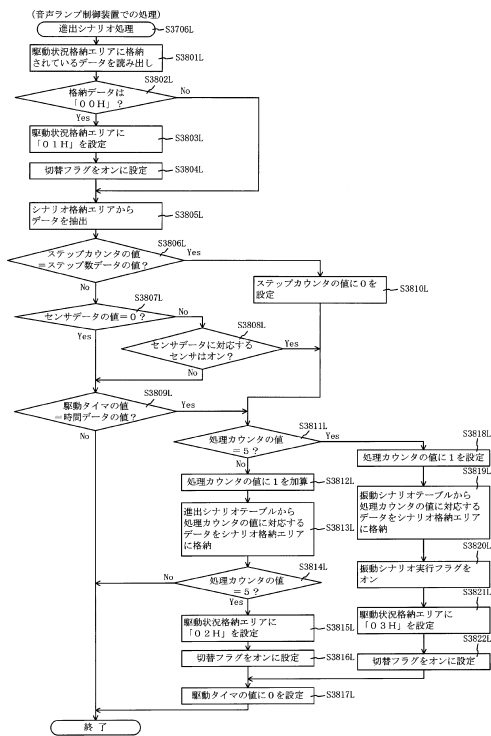 (音声ランプ制御装置での処理)
進出シナリオ処理
S3706L
駆動状況格納エリアに格納
されているデータを読み出し
S3801L
S3802L
格納データは
「００H」？
No
Yes
駆動状況格納エリアに
「０１H」を設定
S3803L
切替フラグをオンに設定
S3804L
シナリオ格納エリアから
データを抽出
S3805L
S3806L
ステップカウンタの値
＝ステップ数データの値？
Yes
No
ステップカウンタの値に０を
設定
S3810L
S3807L
センサデータの値＝０？
No
Yes
S3808L
センサデータに対応する
センサはオン？
Yes
No
S3809L
駆動タイマの値
＝時間データの値？
Yes
No
S3811L
処理カウンタの値
＝５？
Yes
No
S3818L
処理カウンタの値に１を設定
処理カウンタの値に１を加算
S3812L
S3819L
振動シナリオテーブルから
処理カウンタの値に対応する
データをシナリオ格納エリア
に格納
進出シナリオテーブルから
処理カウンタの値に対応する
データをシナリオ格納エリア
に格納
S3813L
S3820L
振動シナリオ実行フラグを
オン
S3814L
処理カウンタの値
＝５？
No
Yes
S3821L
駆動状況格納エリアに
「０３H」を設定
駆動状況格納エリアに
「０２H」を設定
S3815L
S3822L
切替フラグをオンに設定
切替フラグをオンに設定
S3816L
駆動タイマの値に０を設定
S3817L
終了